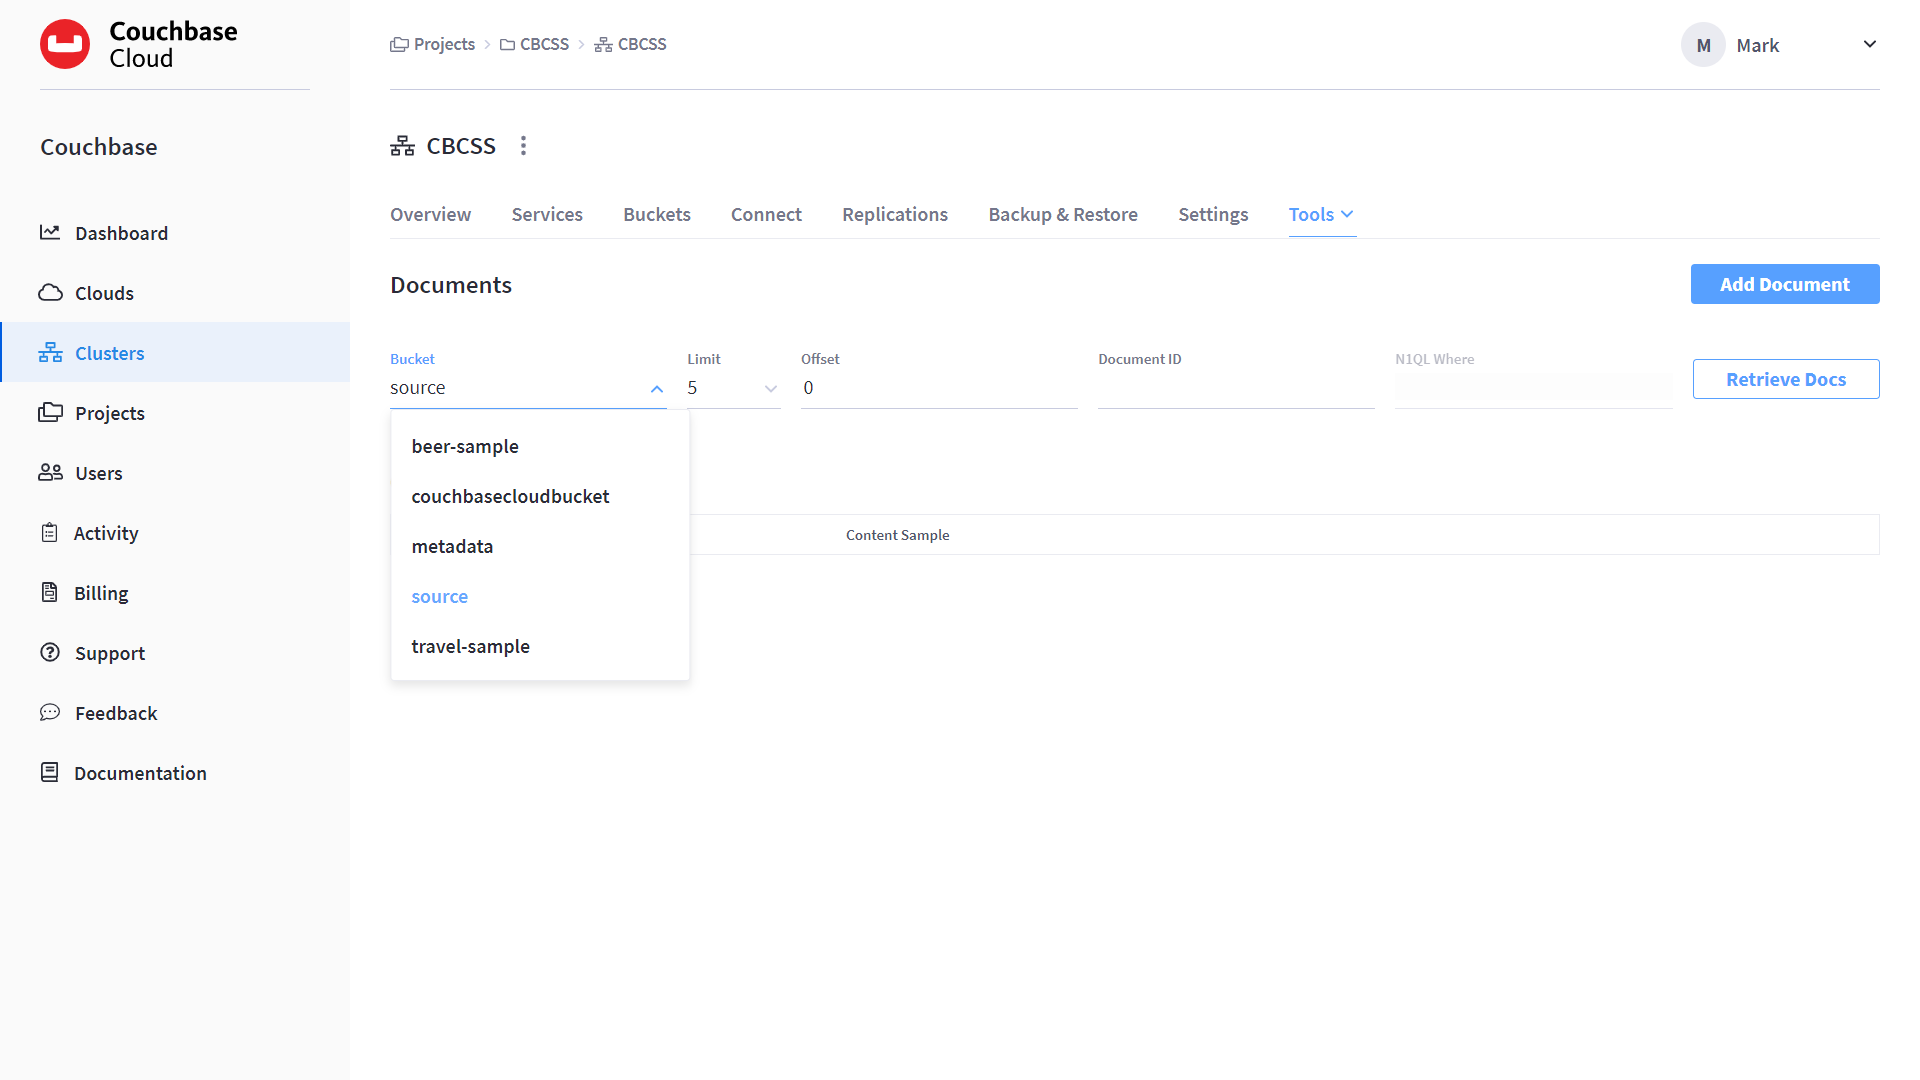 Couchbase
Cloud
Projects CBCSS CBCSS
M Mark
Couchbase
CBCSS
Dashboard
Clouds
Clusters
Projects
Users
Activity
Billing
Support
Feedback
Documentation
Overview Services Buckets Connect Replications Backup & Restore Settings Tools
Documents
Add Document
Bucket Limit Offset Document ID N1QL Where
source 5 0
Retrieve Docs
beer-sample
couchbasecloudbucket
metadata
source
travel-sample
Content Sample